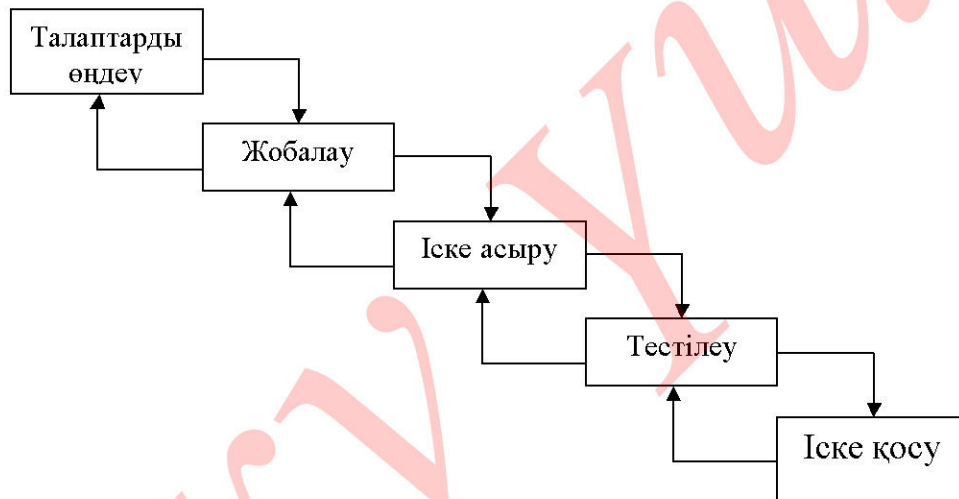 Талаптарды
өңдеу
Жобалау
Іске асыру
Тестілеу
Іске қосу